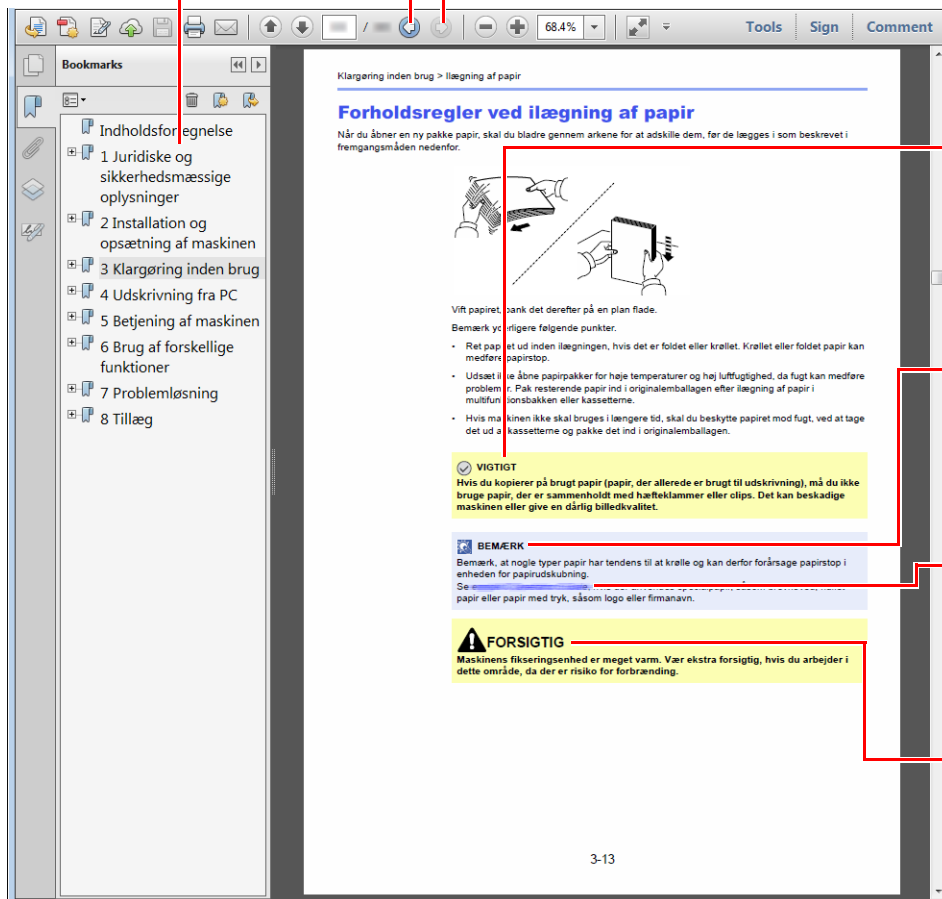 68.4%
Tools
Sign
Comment
Bookmarks
Indholdsfortegnelse
1 Juridiske og
sikkerhedsmæssige
oplysninger
2 Installation og
opsætning af maskinen
3 Klargøring inden brug
4 Udskrivning fra PC
5 Betjening af maskinen
6 Brug af forskellige
funktioner
7 Problemløsning
8 Tillæg
Klargøring inden brug > Ilægning af papir
Forholdsregler ved ilægning af papir
Når du åbner en ny pakke papir, skal du bladre gennem arkene for at adskille dem, før de lægges i som beskrevet i
fremgangsmåden nedenfor.
Vift papiret, bank det derefter på en plan flade.
Bemærk yderligere følgende punkter.
• Ret papiret ud inden ilægningen, hvis det er foldet eller krøllet. Krøllet eller foldet papir kan
medføre papirstop.
• Udsæt ikke åbne papirpakker for høje temperaturer og høj luftfugtighed, da fugt kan medføre
problemer. Pak resterende papir ind i originalemballagen efter ilægning af papir i
multifunktionsbakken eller kassetterne.
• Hvis maskinen ikke skal bruges i længere tid, skal du beskytte papiret mod fugt, ved at tage
det ud af kassetterne og pakke det ind i originalemballagen.
VIGTIGT
Hvis du kopierer på brugt papir (papir, der allerede er brugt til udskrivning), må du ikke
bruge papir, der er sammenholdt med hæfteklammer eller clips. Det kan beskadige
maskinen eller give en dårlig billedkvalitet.
BEMÆRK
Bemærk, at nogle typer papir har tendens til at krølle og kan derfor forårsage papirstop i
enheden for papirudskubning.
Se
papir eller papir med tryk, såsom logo eller firmanavn.
FORSIGTIG
Maskinens fikseringsenhed er meget varm. Vær ekstra forsigtig, hvis du arbejder i
dette område, da der er risiko for forbrænding.
3-13